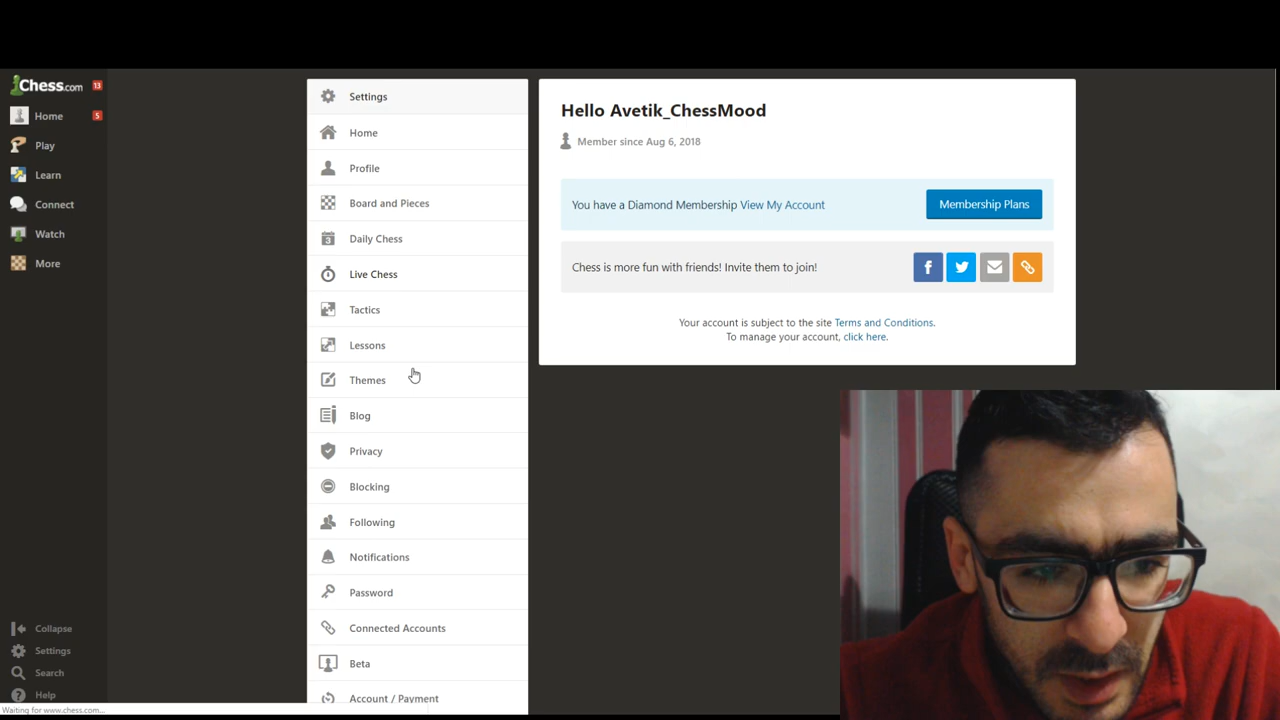 Chess.com 13
Home 5
Play
Learn
Connect
Watch
More
Collapse
Settings
Search
Help
Waiting for www.chess.com...
Settings
Home
Profile
Board and Pieces
3 Daily Chess
Live Chess
Tactics
Lessons
Themes
Blog
Privacy
Blocking
Following
Notifications
Password
Connected Accounts
Beta
Account / Payment
Hello Avetik_ChessMood
Member since Aug 6, 2018
You have a Diamond Membership View My Account
Membership Plans
Chess is more fun with friends! Invite them to join!
f
Your account is subject to the site Terms and Conditions.
To manage your account, click here.